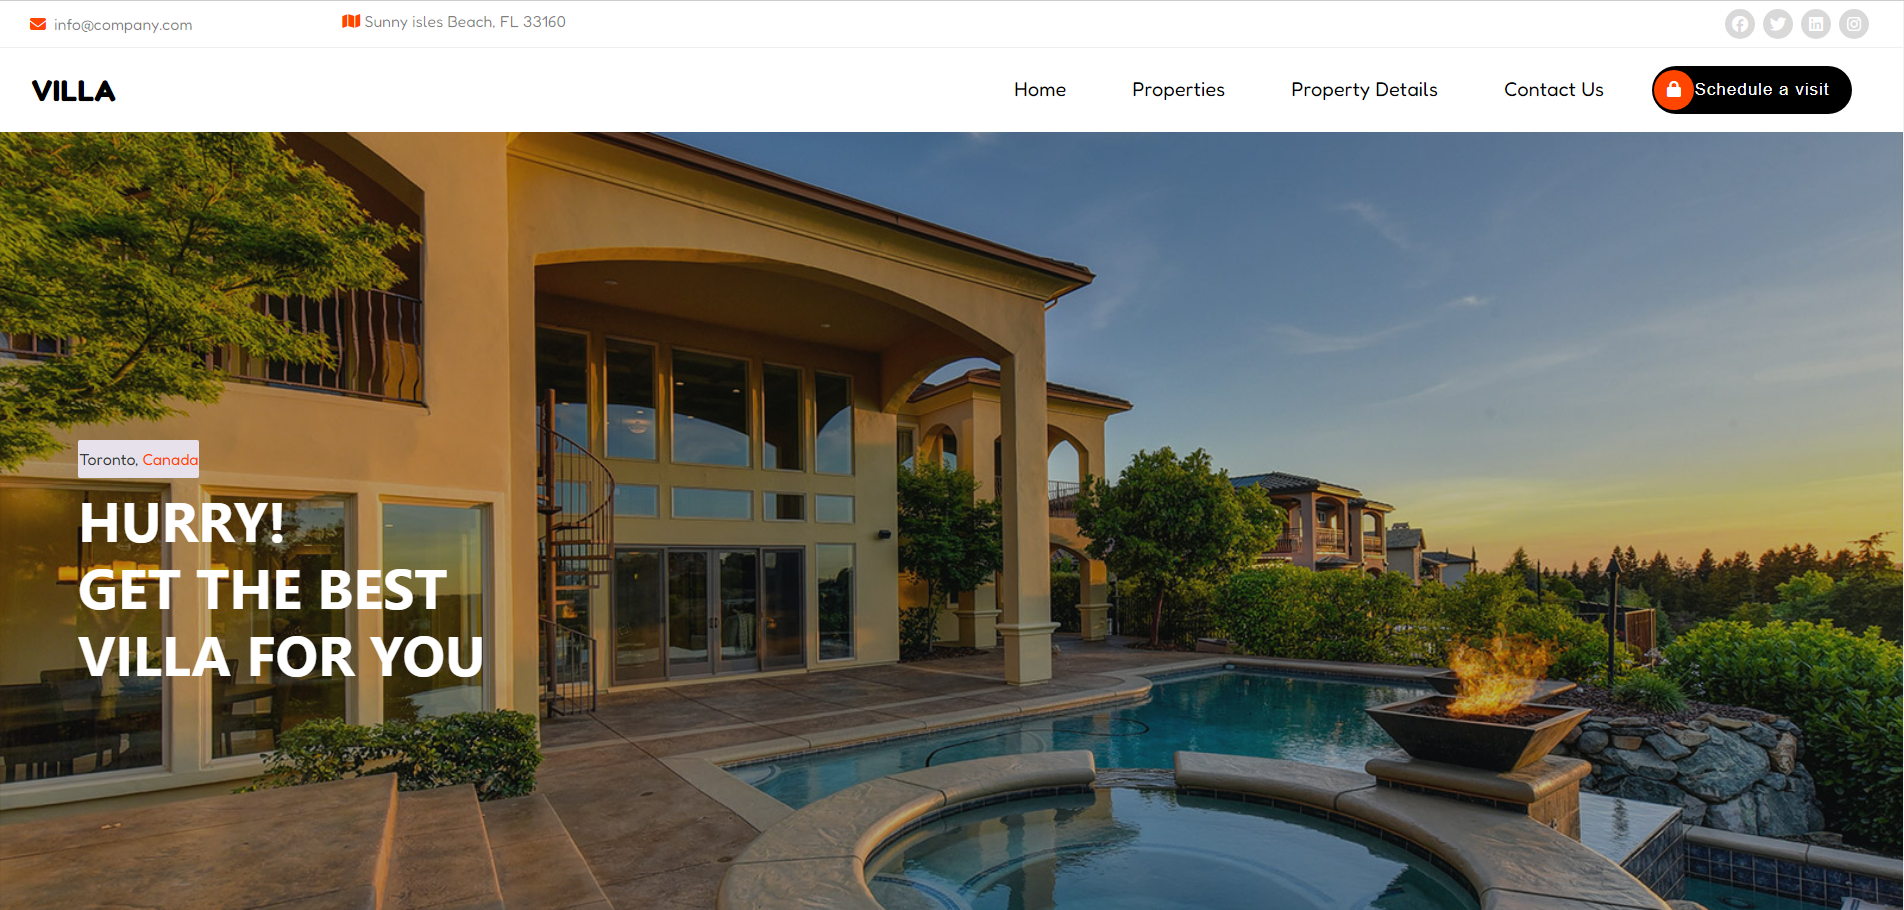 info@company.com
Sunny isles Beach, FL 33160
VILLA
Home
Properties
Property Details
Contact Us
Schedule a visit
Toronto, Canada
HURRY!
GET THE BEST
VILLA FOR YOU